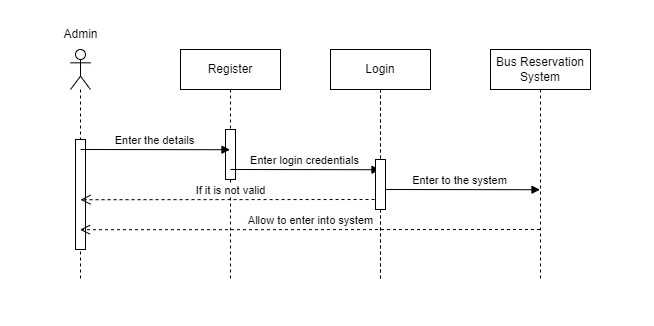 Admin
Register
Login
Bus Reservation
System
Enter the details
Enter login credentials
Enter to the system
If it is not valid
Allow to enter into system